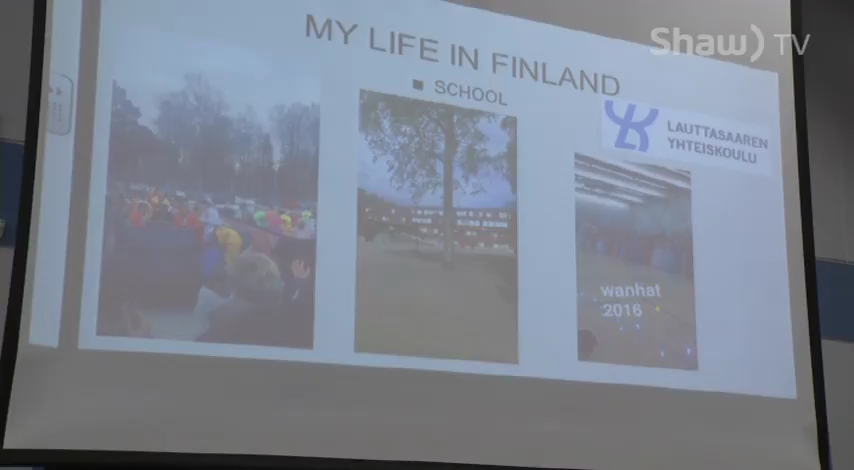 Shaw) TV
MY LIFE IN FINLAND
■ SCHOOL
LAUTTASAAREN
YHTEISKOULU
wanhat
2016